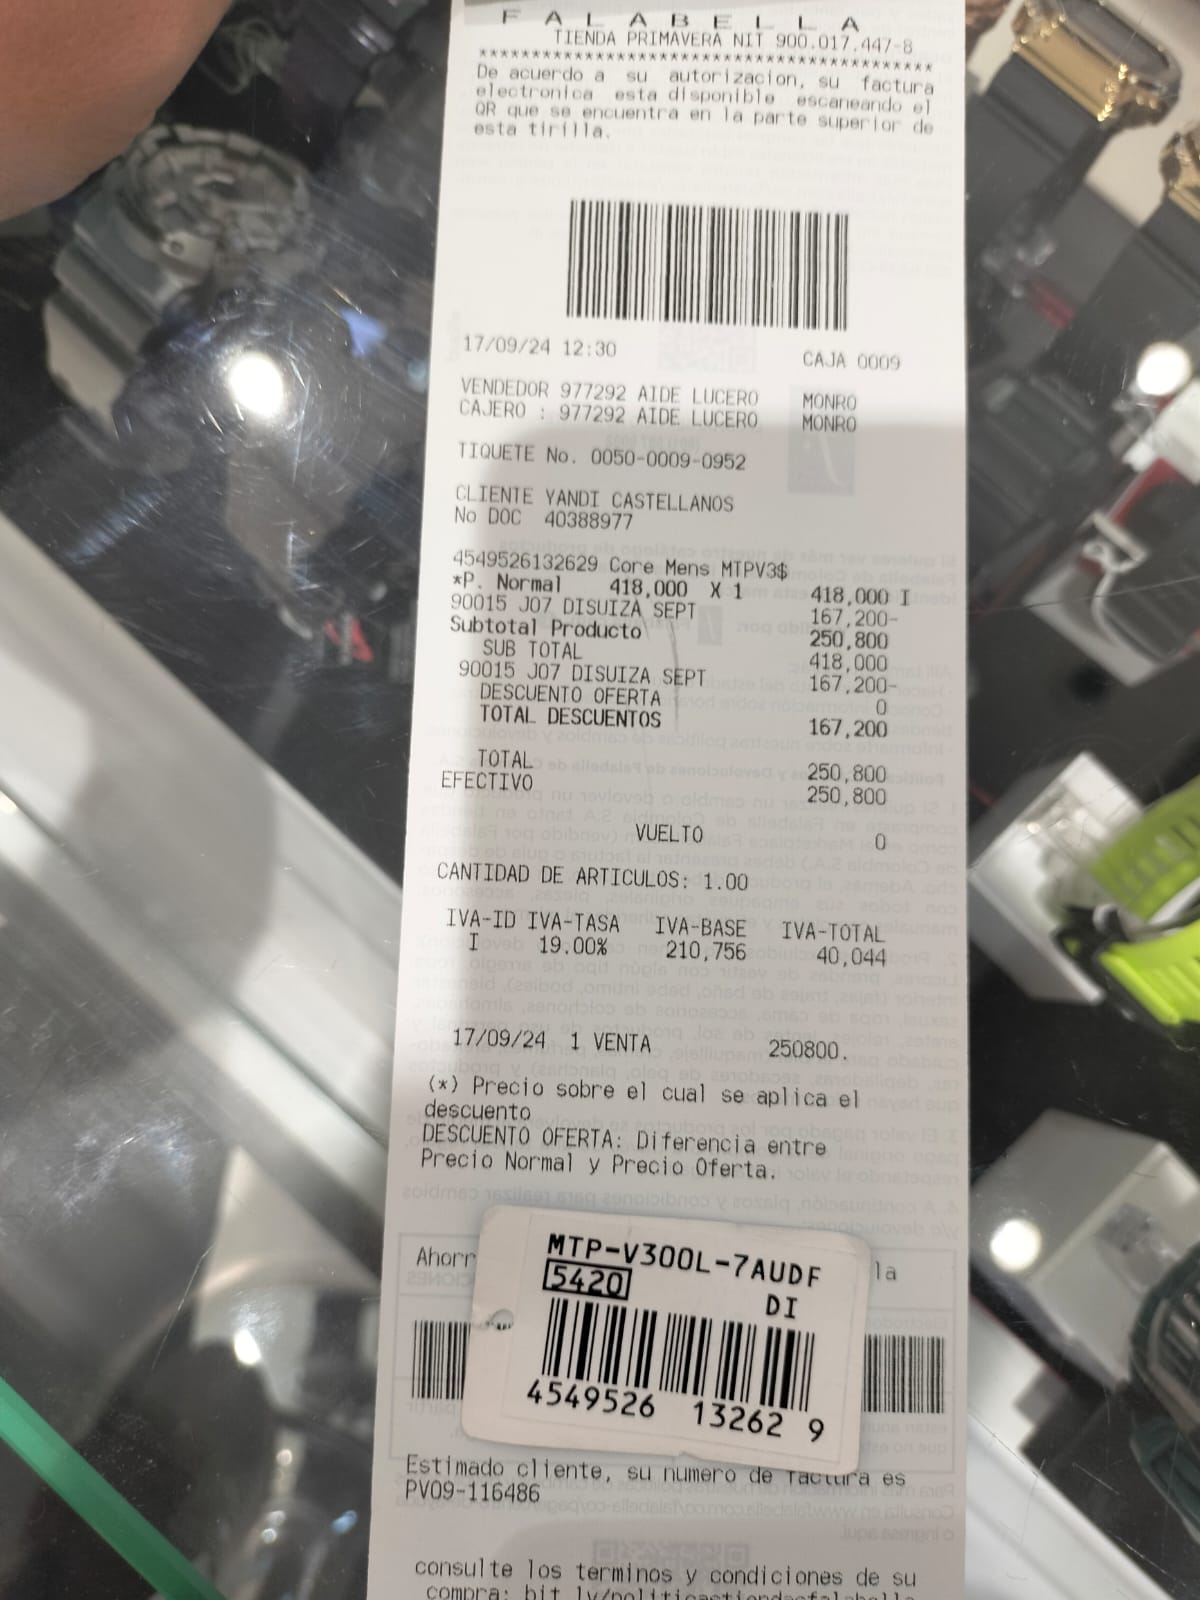 F A L A B E L L A
TIENDA PRIMAVERA NIT 900.017.447-8
******************************************
De acuerdo a su autorizacion, su factura
electronica esta disponible escaneando el
QR que se encuentra en la parte superior de
esta tirilla.
17/09/24 12:30 CAJA 0009
VENDEDOR 977292 AIDE LUCERO MONRO
CAJERO : 977292 AIDE LUCERO MONRO
TIQUETE No. 0050-0009-0952
CLIENTE YANDI CASTELLANOS
No DOC 40388977
4549526132629 Core Mens MTPV3$
*P. Normal 418,000 X 1 418,000 I
90015 J07 DISUIZA SEPT 167,200-
Subtotal Producto 250,800
SUB TOTAL 418,000
90015 J07 DISUIZA SEPT 167,200-
DESCUENTO OFERTA 0
TOTAL DESCUENTOS 167,200
TOTAL 250,800
EFECTIVO 250,800
VUELTO 0
CANTIDAD DE ARTICULOS: 1.00
IVA-ID IVA-TASA IVA-BASE IVA-TOTAL
I 19.00% 210,756 40,044
17/09/24 1 VENTA 250800.
(*) Precio sobre el cual se aplica el
descuento
DESCUENTO OFERTA: Diferencia entre
Precio Normal y Precio Oferta.
Ahorr la
MTP-V300L-7AUDF
5420 DI
4549526 13262 9
Estimado cliente, su numero de factura es
PV09-116486
consulte los terminos y condiciones de su
compra: